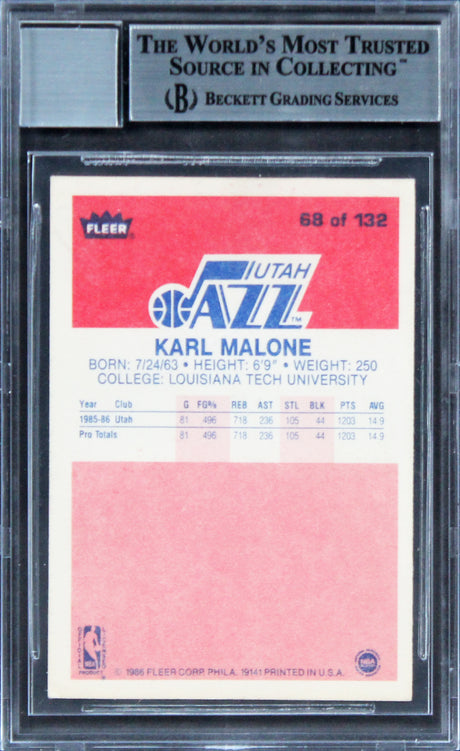 THE WORLD'S MOST TRUSTED
SOURCE IN COLLECTING™
(B) BECKETT GRADING SERVICES
FLEER
68 of 132
UTAH
JAZZ™
KARL MALONE
BORN: 7/24/63 • HEIGHT: 6'9" • WEIGHT: 250
COLLEGE: LOUISIANA TECH UNIVERSITY
Year Club G FG% REB AST STL BLK PTS AVG
1985-86 Utah 81 496 718 236 105 44 1203 14.9
Pro Totals 81 496 718 236 105 44 1203 14.9
NBA
© 1986 FLEER CORP. PHILA. 19141 PRINTED IN U.S.A.